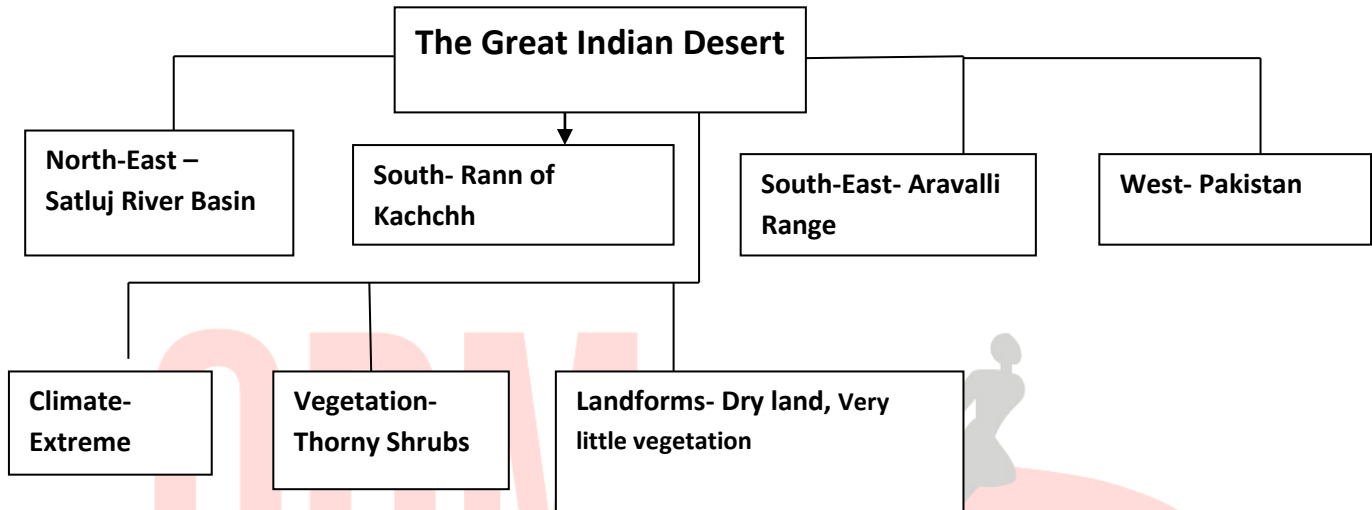 The Great Indian Desert
North-East –
Satluj River Basin
South- Rann of
Kachchh
South-East- Aravalli
Range
West- Pakistan
Climate-
Extreme
Vegetation-
Thorny Shrubs
Landforms- Dry land, Very
little vegetation